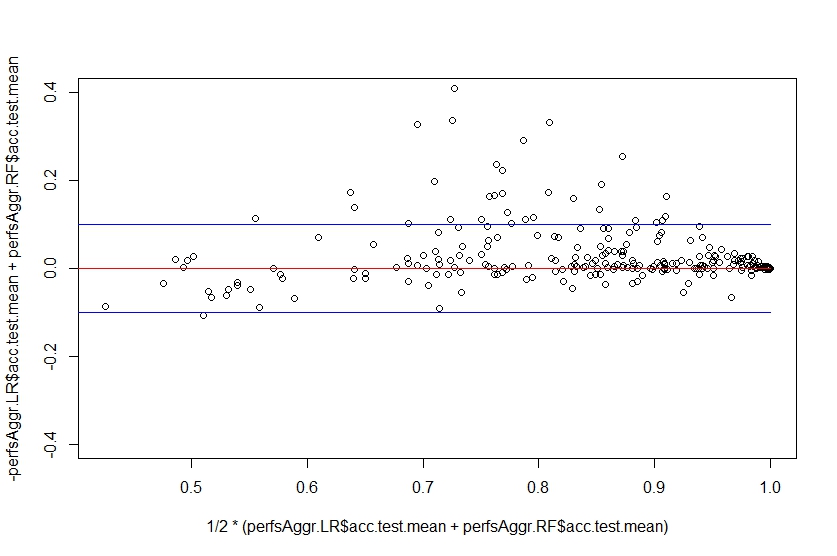 -perfsAggr.LR$acc.test.mean + perfsAggr.RF$acc.test.mean
0.4
0.2
0.0
-0.2
-0.4
0.5 0.6 0.7 0.8 0.9 1.0
1/2 * (perfsAggr.LR$acc.test.mean + perfsAggr.RF$acc.test.mean)